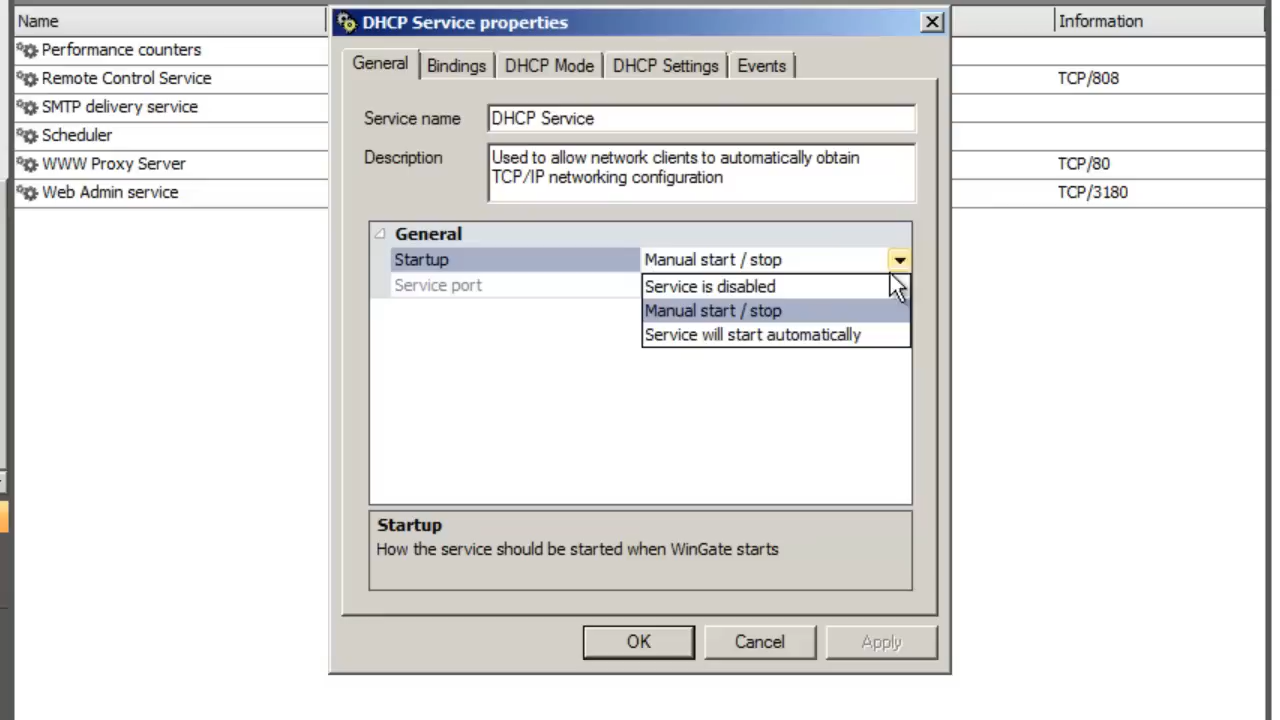 Name
Information
Performance counters
Remote Control Service
TCP/808
SMTP delivery service
Scheduler
WWW Proxy Server
TCP/80
Web Admin service
TCP/3180
DHCP Service properties
General
Bindings
DHCP Mode
DHCP Settings
Events
Service name
DHCP Service
Description
Used to allow network clients to automatically obtain
TCP/IP networking configuration
General
Startup
Manual start / stop
Service port
Service is disabled
Manual start / stop
Service will start automatically
Startup
How the service should be started when WinGate starts
OK
Cancel
Apply